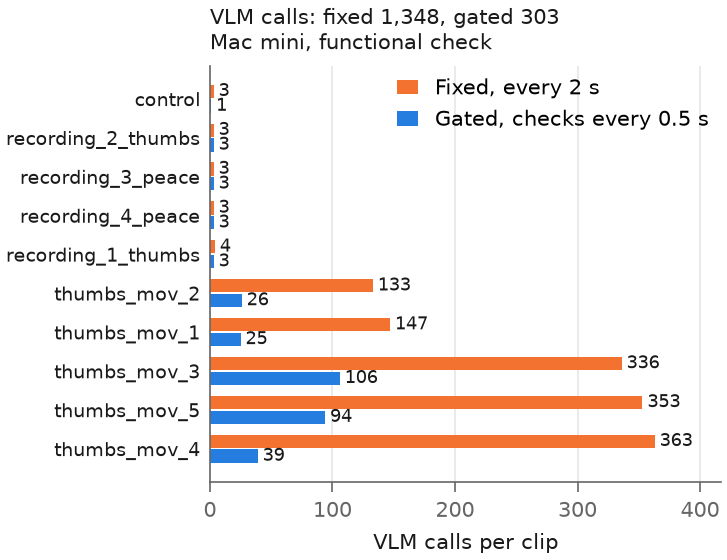 VLM calls: fixed 1,348, gated 303
Mac mini, functional check
Fixed, every 2 s
Gated, checks every 0.5 s
control 3 1
recording_2_thumbs 3 3
recording_3_peace 3 3
recording_4_peace 3 3
recording_1_thumbs 4 3
thumbs_mov_2 133 26
thumbs_mov_1 147 25
thumbs_mov_3 336 106
thumbs_mov_5 353 94
thumbs_mov_4 363 39
0 100 200 300 400
VLM calls per clip